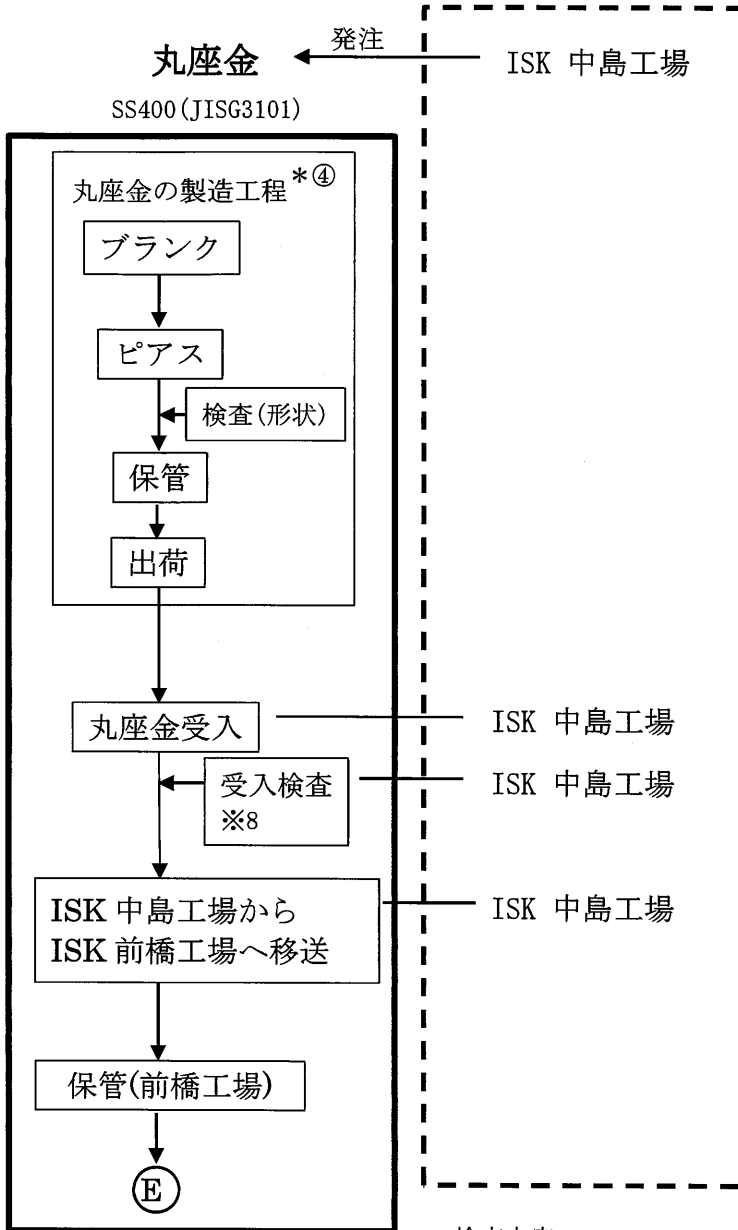 発注
丸座金
ISK 中島工場
SS400(JISG3101)
丸座金の製造工程*④
ブランク
ピアス
検査(形状)
保管
出荷
丸座金受入
ISK 中島工場
受入検査
※8
ISK 中島工場
ISK 中島工場から
ISK 前橋工場へ移送
ISK 中島工場
保管(前橋工場)
E